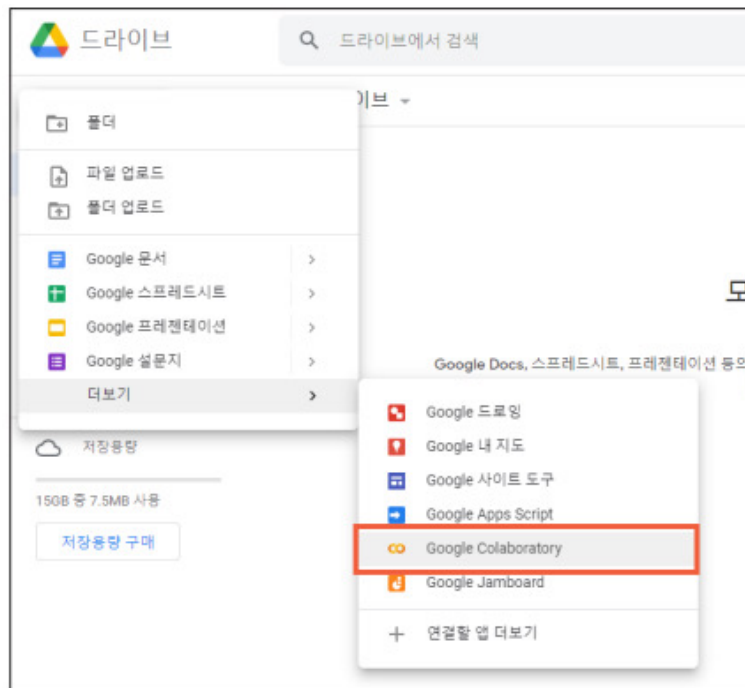 드라이브
드라이브에서 검색
이브
폴더
파일 업로드
폴더 업로드
Google 문서
Google 스프레드시트
Google 프레젠테이션
Google 설문지
더보기
Google Docs, 스프레드시트, 프레젠테이션 등의
Google 드로잉
Google 내 지도
Google 사이트 도구
Google Apps Script
Google Colaboratory
Google Jamboard
연결할 앱 더보기
저장용량
15GB 중 7.5MB 사용
저장용량 구매